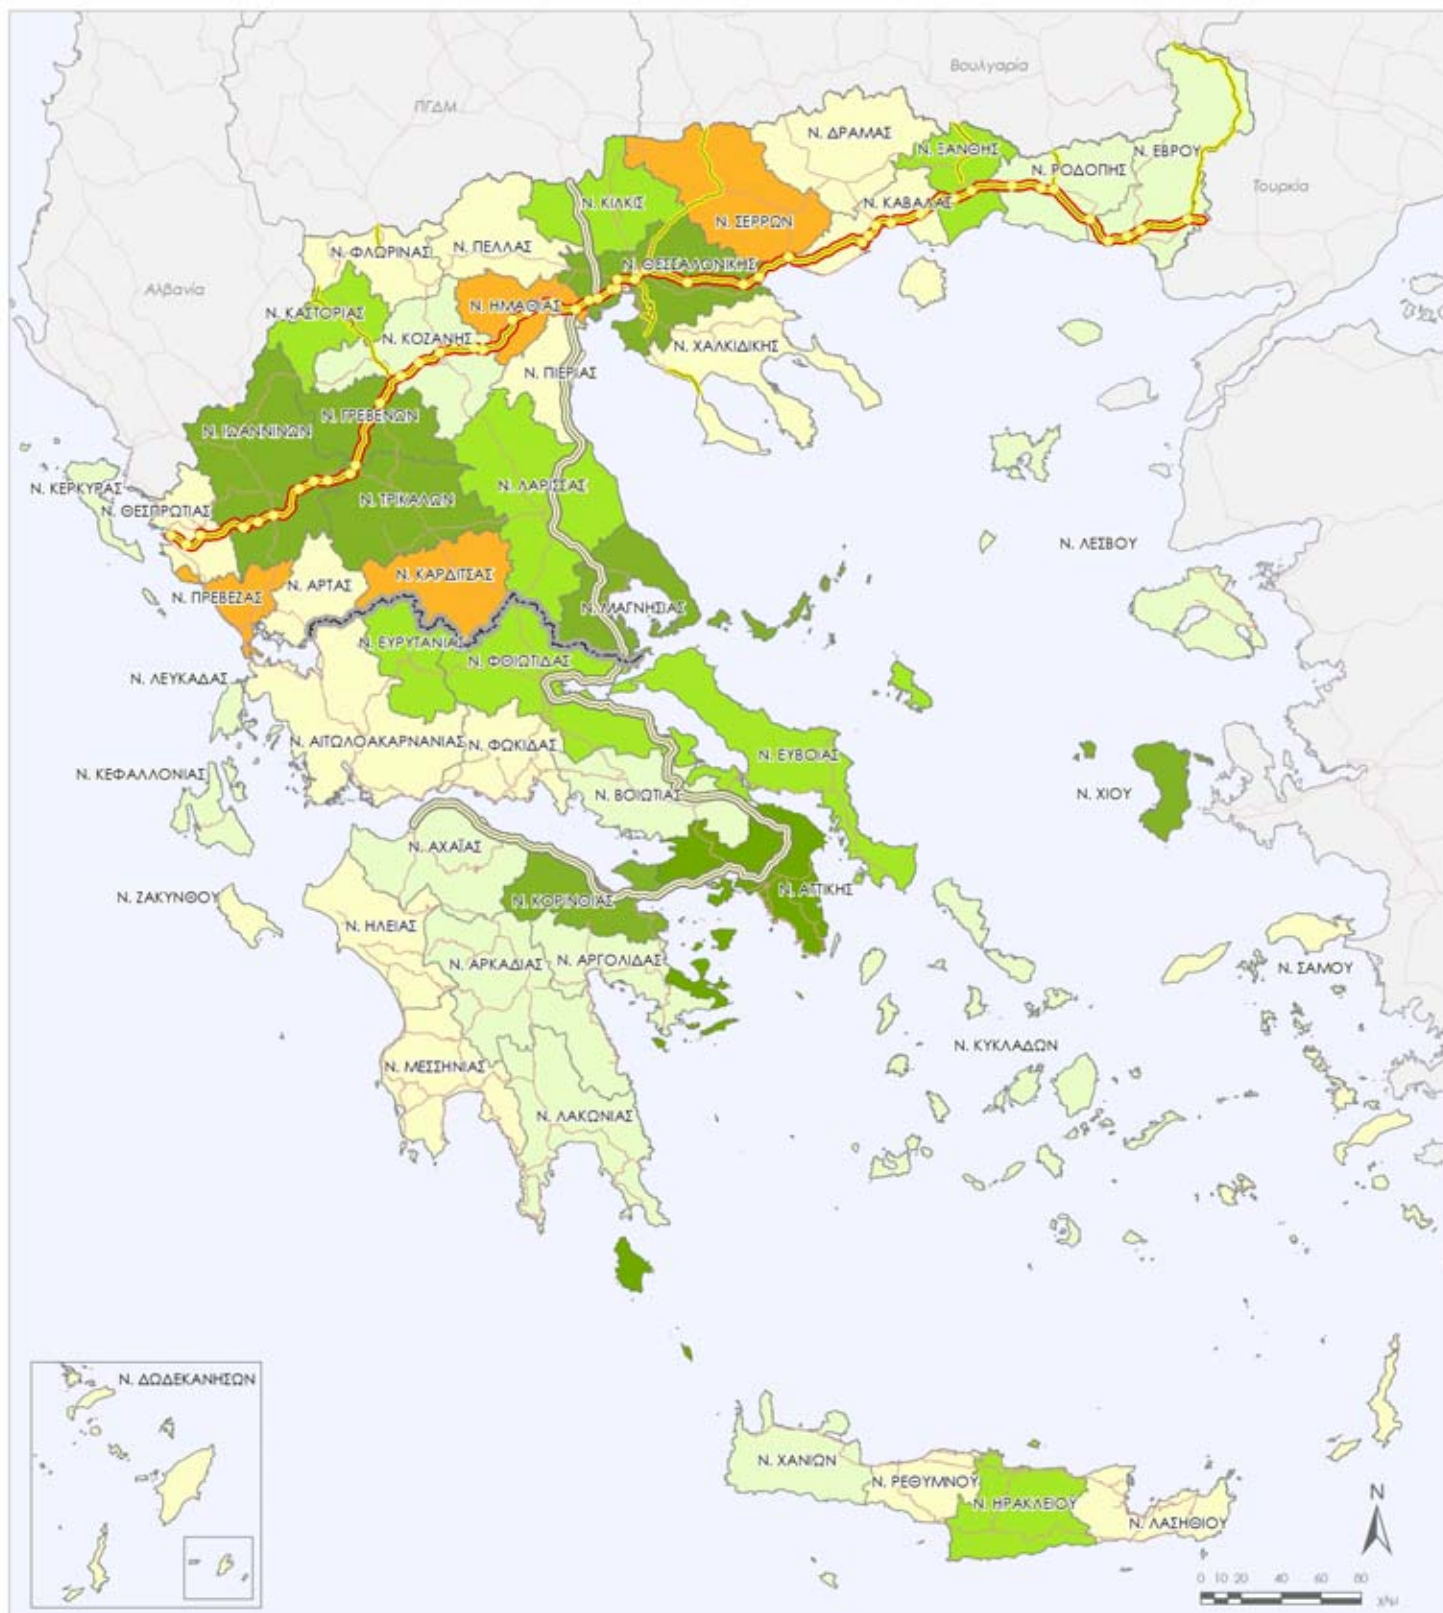 Βουλγαρία
ΠΓΔΜ
Ν. ΔΡΑΜΑΣ
Ν. ΞΑΝΘΗΣ
Ν. ΕΒΡΟΥ
Ν. ΡΟΔΟΠΗΣ
Τουρκία
Ν. ΚΙΛΚΙΣ
Ν. ΚΑΒΑΛΑΣ
Ν. ΣΕΡΡΩΝ
Ν. ΠΕΛΛΑΣ
Ν. ΦΛΩΡΙΝΑΣ
Ν. ΘΕΣΣΑΛΟΝΙΚΗΣ
Αλβανία
Ν. ΗΜΑΘΙΑΣ
Ν. ΚΑΣΤΟΡΙΑΣ
Ν. ΚΟΖΑΝΗΣ
Ν. ΧΑΛΚΙΔΙΚΗΣ
Ν. ΠΙΕΡΙΑΣ
Ν. ΓΡΕΒΕΝΩΝ
Ν. ΙΩΑΝΝΙΝΩΝ
Ν. ΛΑΡΙΣΣΑΣ
Ν. ΚΕΡΚΥΡΑΣ
Ν. ΤΡΙΚΑΛΩΝ
Ν. ΘΕΣΠΡΩΤΙΑΣ
Ν. ΛΕΣΒΟΥ
Ν. ΚΑΡΔΙΤΣΑΣ
Ν. ΑΡΤΑΣ
Ν. ΠΡΕΒΕΖΑΣ
Ν. ΜΑΓΝΗΣΙΑΣ
Ν. ΕΥΡΥΤΑΝΙΑΣ
Ν. ΦΘΙΩΤΙΔΑΣ
Ν. ΛΕΥΚΑΔΑΣ
Ν. ΑΙΤΩΛΟΑΚΑΡΝΑΝΙΑΣ
Ν. ΦΩΚΙΔΑΣ
Ν. ΕΥΒΟΙΑΣ
Ν. ΚΕΦΑΛΛΟΝΙΑΣ
Ν. ΒΟΙΩΤΙΑΣ
Ν. ΧΙΟΥ
Ν. ΑΧΑΪΑΣ
Ν. ΑΤΤΙΚΗΣ
Ν. ΖΑΚΥΝΘΟΥ
Ν. ΚΟΡΙΝΘΙΑΣ
Ν. ΗΛΕΙΑΣ
Ν. ΑΡΚΑΔΙΑΣ
Ν. ΑΡΓΟΛΙΔΑΣ
Ν. ΣΑΜΟΥ
Ν. ΚΥΚΛΑΔΩΝ
Ν. ΜΕΣΣΗΝΙΑΣ
Ν. ΛΑΚΩΝΙΑΣ
Ν. ΔΩΔΕΚΑΝΗΣΩΝ
Ν. ΧΑΝΙΩΝ
Ν. ΡΕΘΥΜΝΟΥ
Ν. ΗΡΑΚΛΕΙΟΥ
Ν. ΛΑΣΗΘΙΟΥ
N
0 10 20 40 60 80